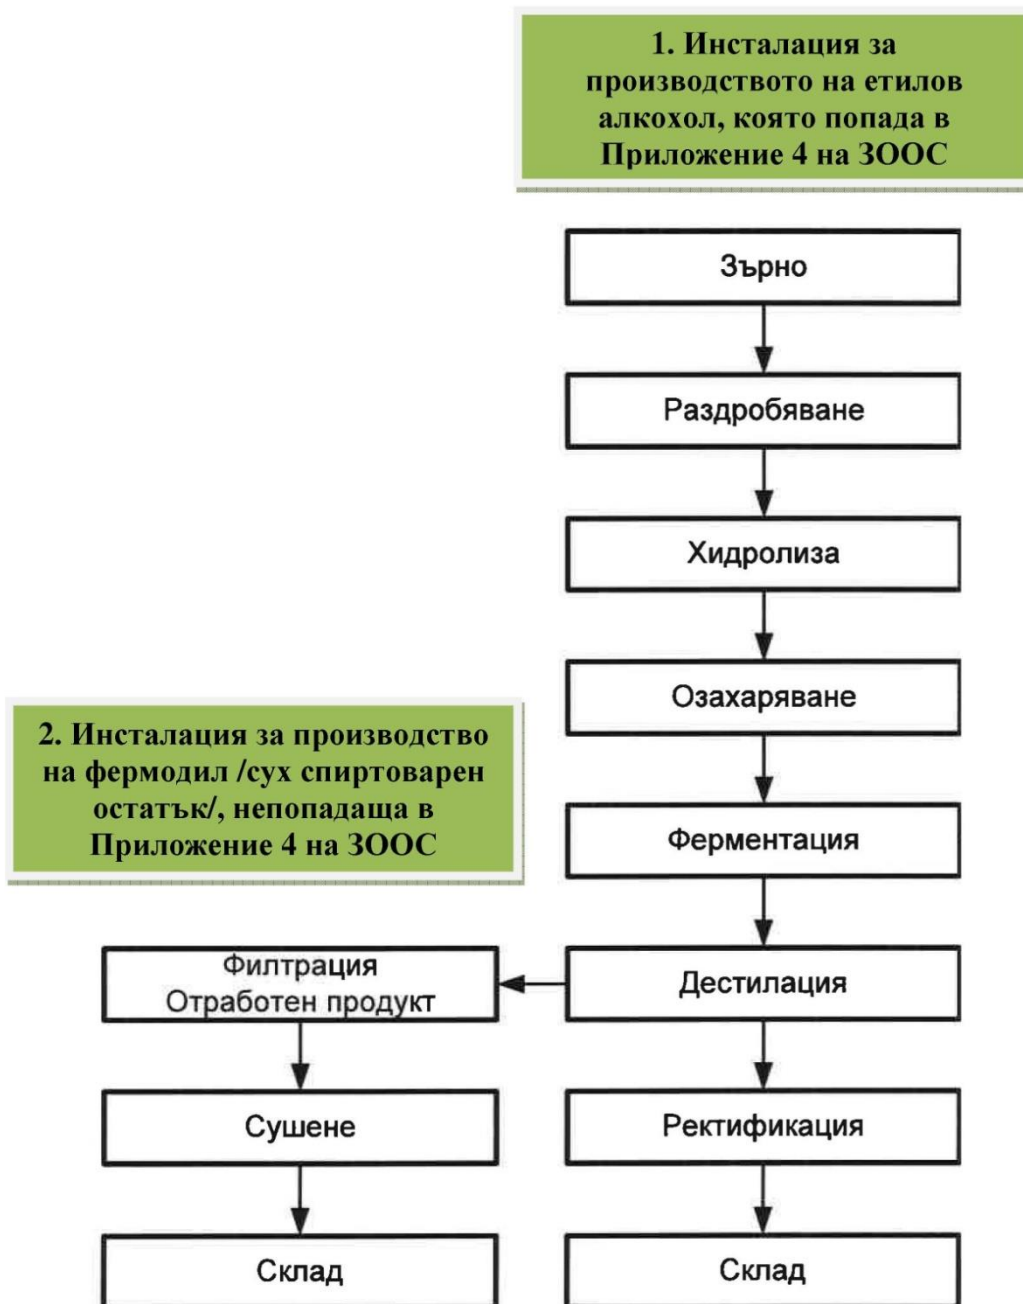 1. Инсталация за
производството на етилов
алкохол, която попада в
Приложение 4 на ЗООС
Зърно
Раздробяване
Хидролиза
Озахаряване
2. Инсталация за производство
на фермодил /сух спиртоварен
остатък/, непопадаща в
Приложение 4 на ЗООС
Ферментация
Филтрация
Отработен продукт
Дестилация
Сушене
Ректификация
Склад
Склад